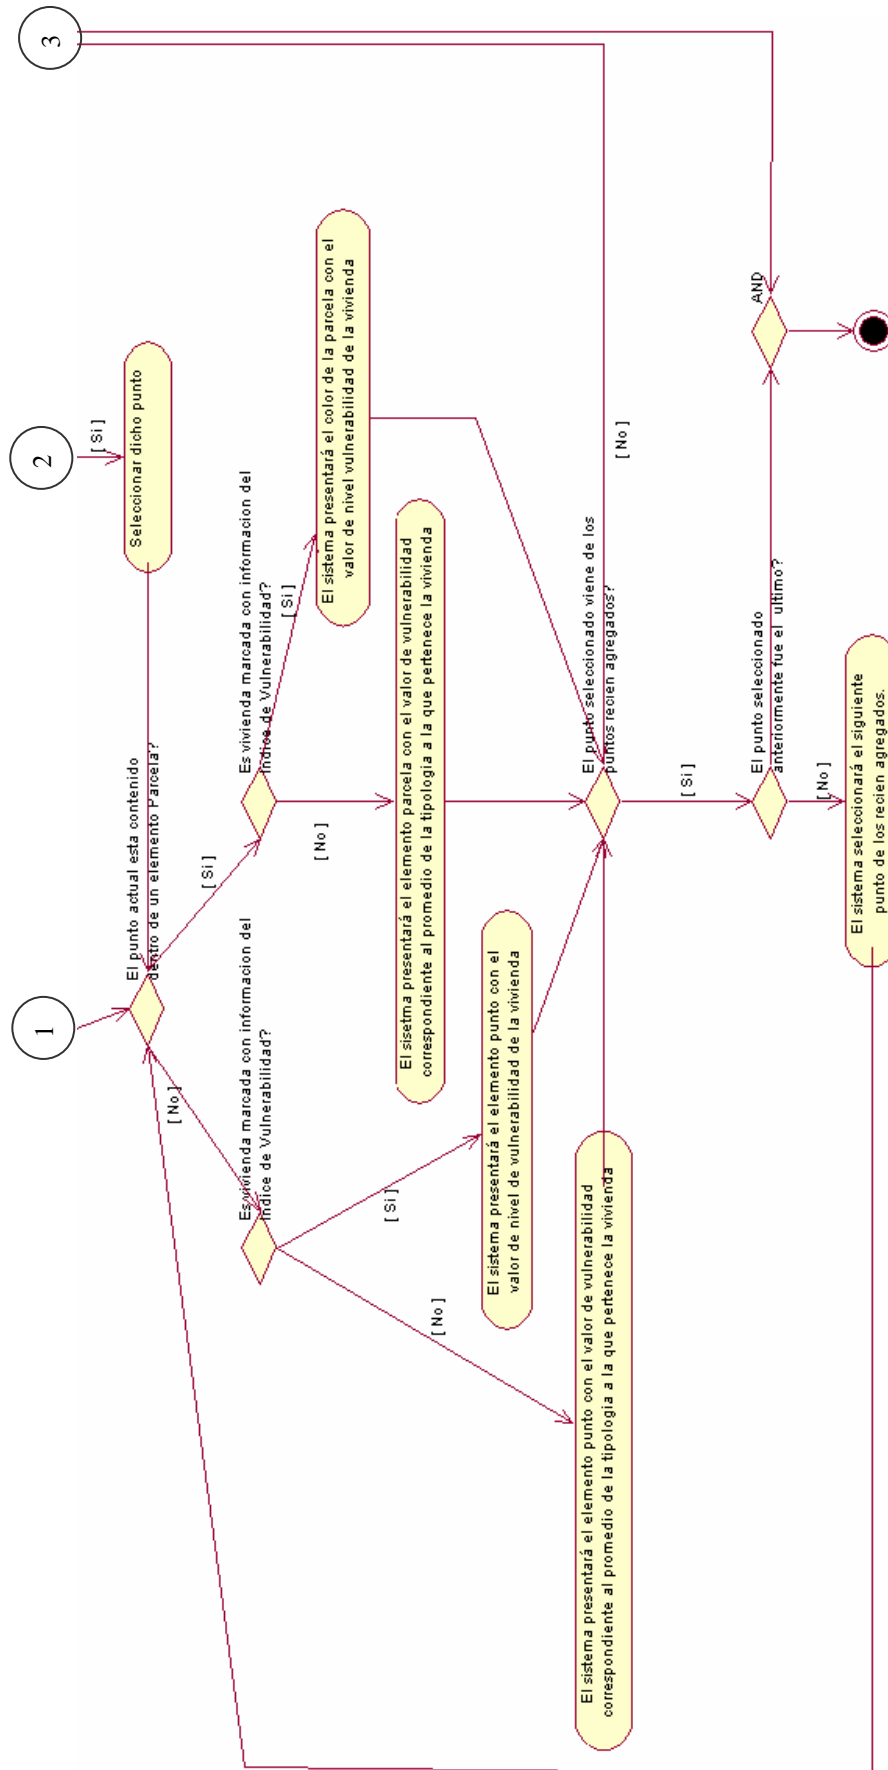 1
2
3
[ Si ]
Seleccionar dicho punto
El punto actual esta contenido
dentro de un elemento Parcela?
[ No ]
[ Si ]
Es vivienda marcada con informacion del
Indice de Vulnerabilidad?
Es vivienda marcada con informacion del
Indice de Vulnerabilidad?
[ Si ]
El sistema presentará el color de la parcela con el
valor de nivel vulnerabilidad de la vivienda
[ No ]
El sisetma presentará el elemento parcela con el valor de vulnerabilidad
correspondiente al promedio de la tipologia a la que pertenece la vivienda
[ Si ]
El sistema presentará el elemento punto con el
valor de nivel de vulnerabilidad de la vivienda
[ No ]
El sistema presentará el elemento punto con el valor de vulnerabilidad
correspondiente al promedio de la tipologia a la que pertenece la vivienda
El punto seleccionado viene de los
puntos recien agregados?
[ No ]
[ Si ]
El punto seleccionado
anteriormente fue el ultimo?
AND
[ No ]
El sistema seleccionará el siguiente
punto de los recien agregados.